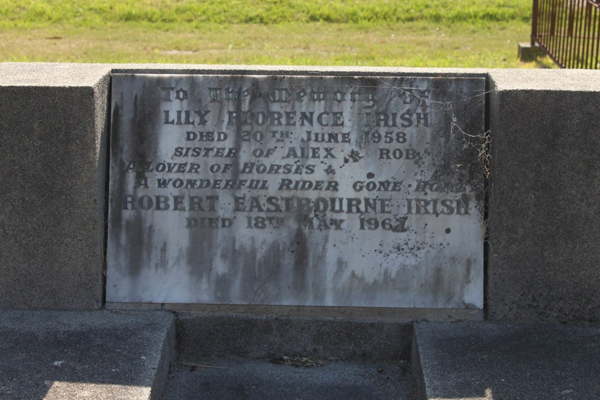 To The Memory of
LILY FLORENCE IRISH
DIED 20TH JUNE 1958
SISTER OF ALEX & ROB
A LOVER OF HORSES &
A WONDERFUL RIDER GONE HOME
ROBERT EASTBOURNE IRISH
DIED 18TH MAY 1967